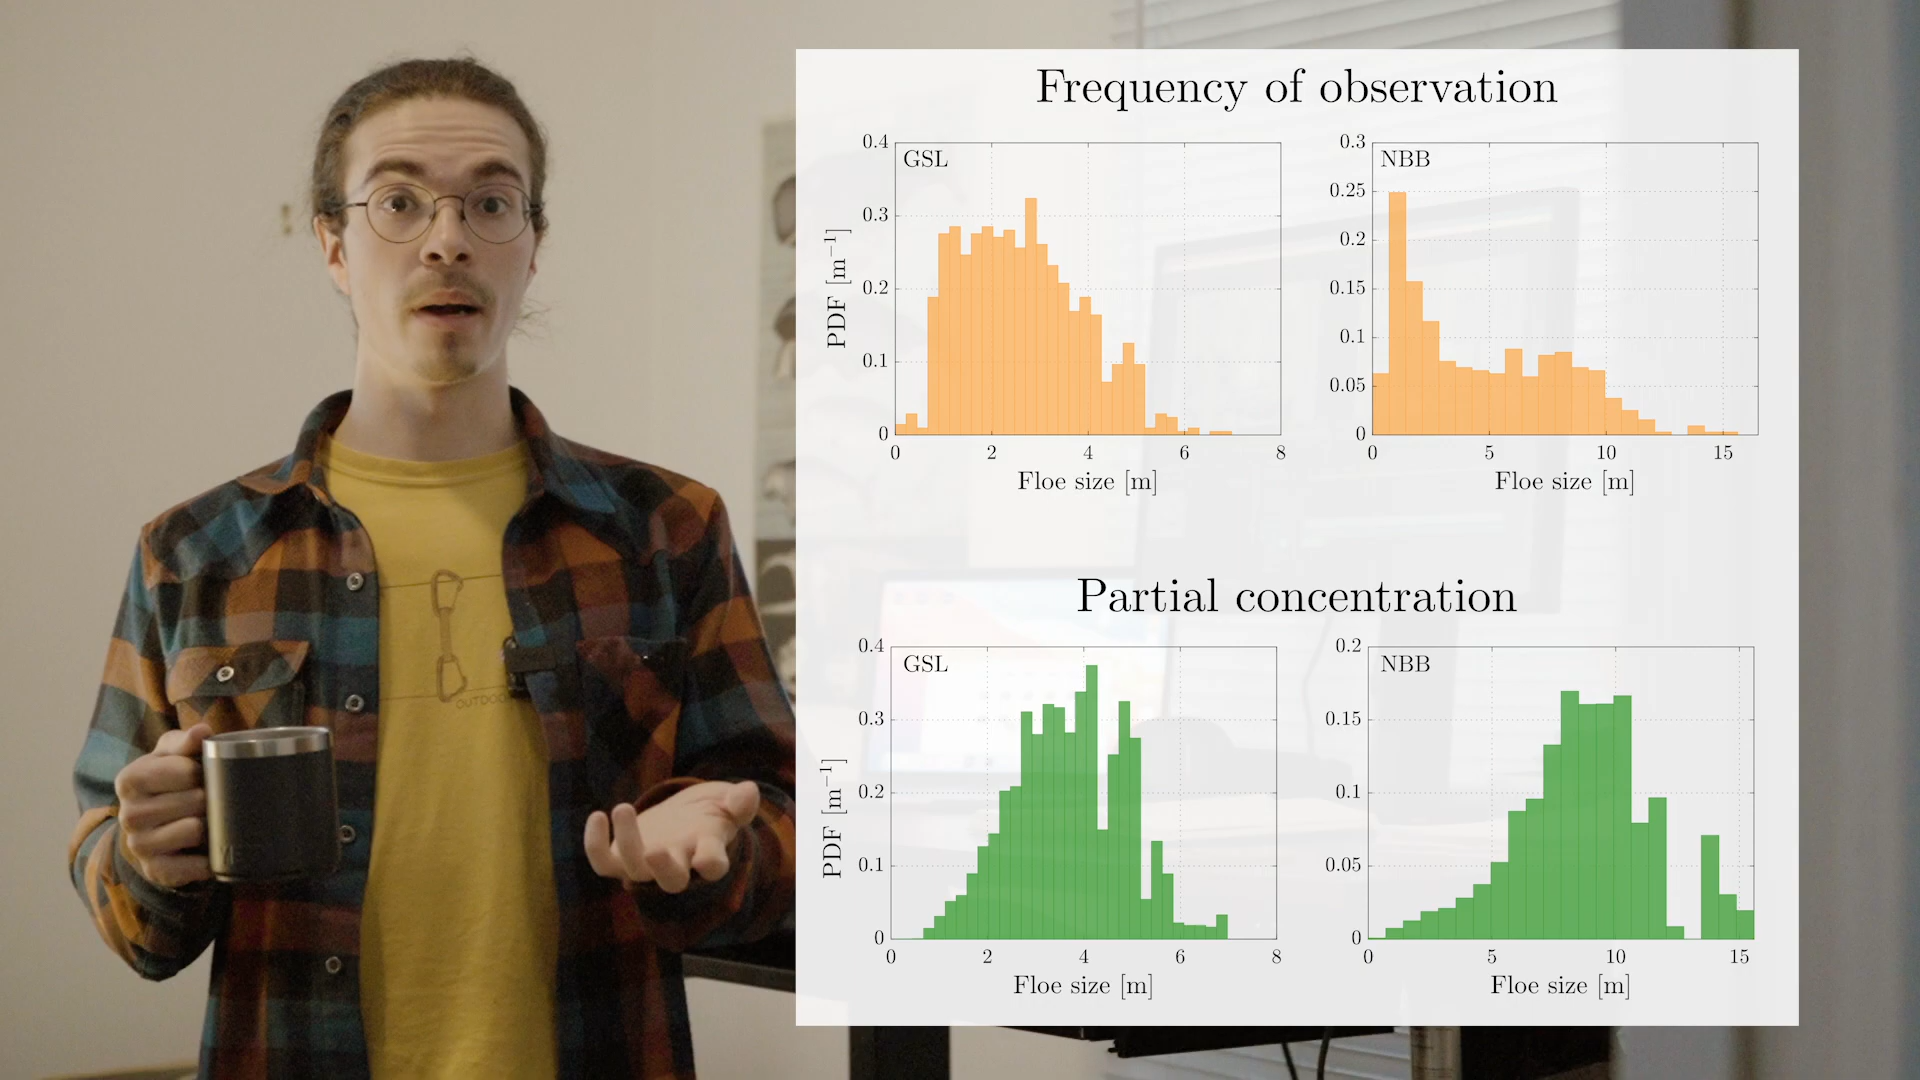 Frequency of observation
GSL
0.4
0.3
0.2
0.1
0
PDF [m⁻¹]
0 2 4 6 8
Floe size [m]
NBB
0.3
0.25
0.2
0.15
0.1
0.05
0
0 5 10 15
Floe size [m]
Partial concentration
GSL
0.4
0.3
0.2
0.1
0
PDF [m⁻¹]
0 2 4 6 8
Floe size [m]
NBB
0.2
0.15
0.1
0.05
0
0 5 10 15
Floe size [m]
YETI